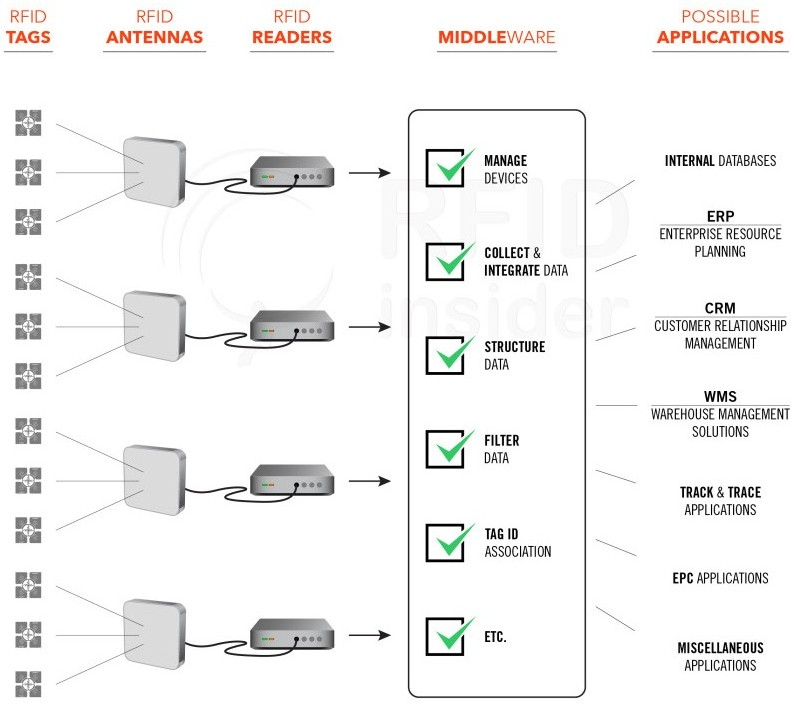 RFID
TAGS
RFID
ANTENNAS
RFID
READERS
MIDDLEWARE
POSSIBLE
APPLICATIONS
MANAGE
DEVICES
COLLECT &
INTEGRATE DATA
STRUCTURE
DATA
FILTER
DATA
TAG ID
ASSOCIATION
ETC.
INTERNAL DATABASES
ERP
ENTERPRISE RESOURCE
PLANNING
CRM
CUSTOMER RELATIONSHIP
MANAGEMENT
WMS
WAREHOUSE MANAGEMENT
SOLUTIONS
TRACK & TRACE
APPLICATIONS
EPC APPLICATIONS
MISCELLANEOUS
APPLICATIONS
RFID
insider